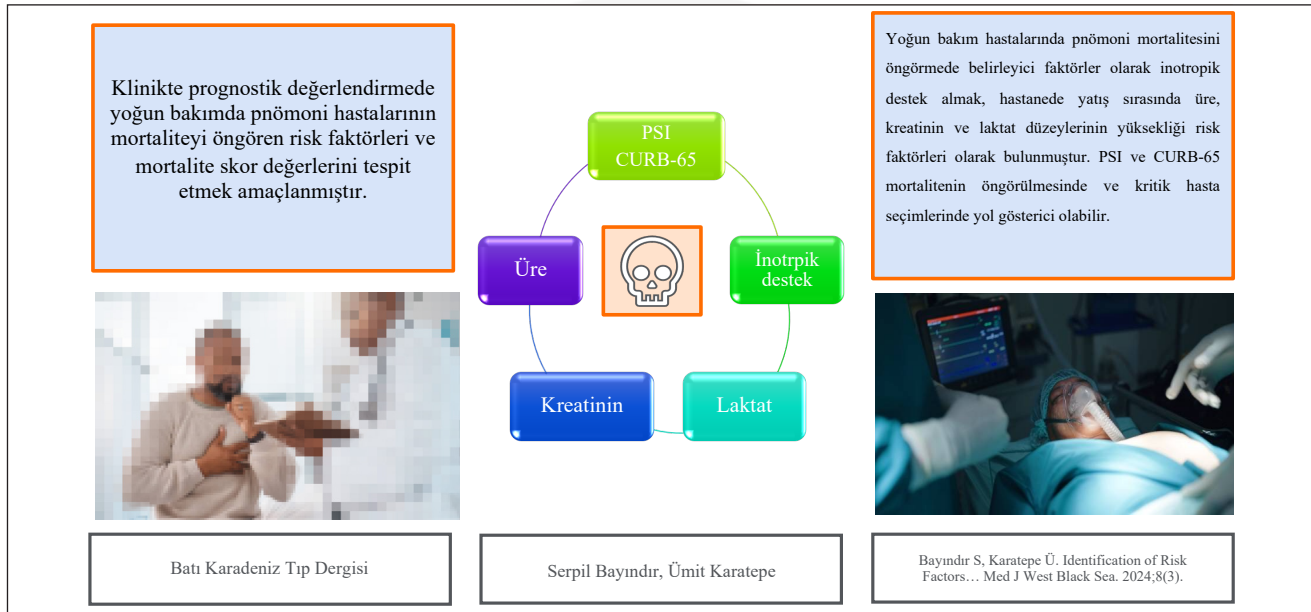 Klinikte prognostik değerlendirmede
yoğun bakımda pnömoni hastalarının
mortaliteyi öngören risk faktörleri ve
mortalite skor değerlerini tespit
etmek amaçlanmıştır.
PSI
CURB-65
Üre
İnotrpik
destek
Kreatinin
Laktat
Yoğun bakım hastalarında pnömoni mortalitesini
öngörmede belirleyici faktörler olarak inotropik
destek almak, hastanede yatış sırasında üre,
kreatinin ve laktat düzeylerinin yüksekliği risk
faktörleri olarak bulunmuştur. PSI ve CURB-65
mortalitenin öngörülmesinde ve kritik hasta
seçimlerinde yol gösterici olabilir.
Batı Karadeniz Tıp Dergisi
Serpil Bayındır, Ümit Karatepe
Bayındır S, Karatepe Ü. Identification of Risk
Factors… Med J West Black Sea. 2024;8(3).